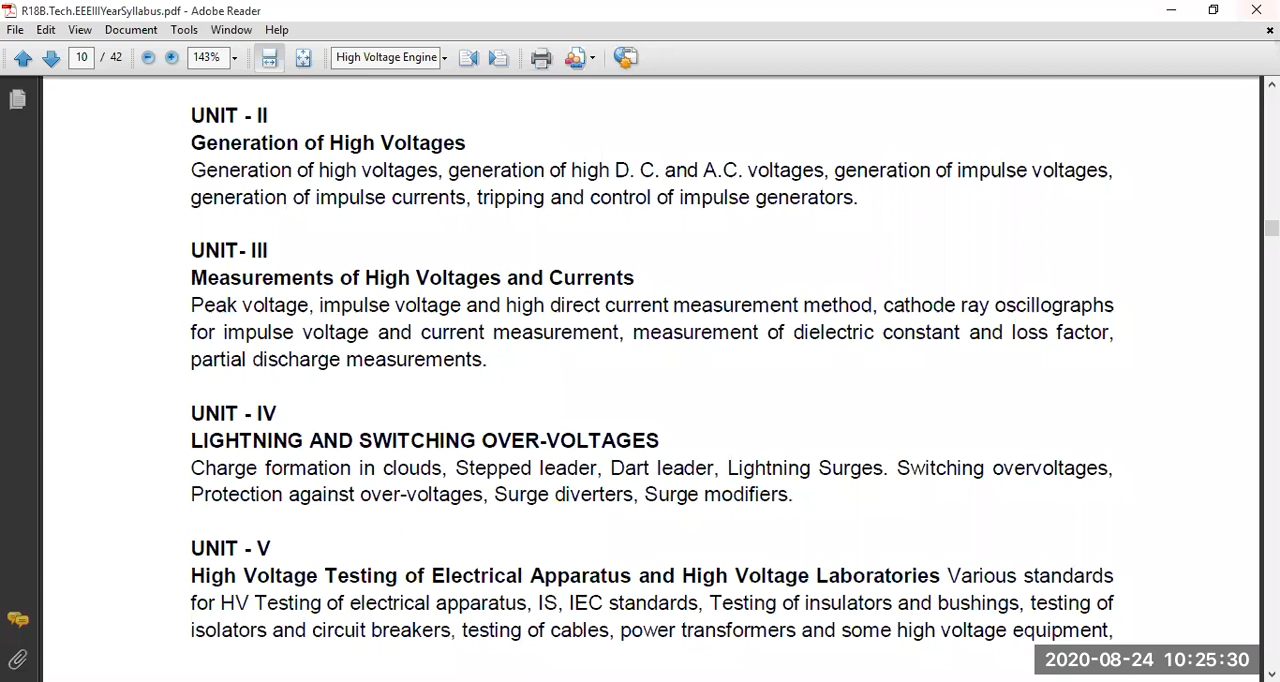 R18B.Tech.EEEIIIYearSyllabus.pdf - Adobe Reader
File Edit View Document Tools Window Help
10 / 42 143% High Voltage Engine
UNIT - II
Generation of High Voltages
Generation of high voltages, generation of high D. C. and A.C. voltages, generation of impulse voltages,
generation of impulse currents, tripping and control of impulse generators.
UNIT- III
Measurements of High Voltages and Currents
Peak voltage, impulse voltage and high direct current measurement method, cathode ray oscillographs
for impulse voltage and current measurement, measurement of dielectric constant and loss factor,
partial discharge measurements.
UNIT - IV
LIGHTNING AND SWITCHING OVER-VOLTAGES
Charge formation in clouds, Stepped leader, Dart leader, Lightning Surges. Switching overvoltages,
Protection against over-voltages, Surge diverters, Surge modifiers.
UNIT - V
High Voltage Testing of Electrical Apparatus and High Voltage Laboratories Various standards
for HV Testing of electrical apparatus, IS, IEC standards, Testing of insulators and bushings, testing of
isolators and circuit breakers, testing of cables, power transformers and some high voltage equipment,
2020-08-24 10:25:30